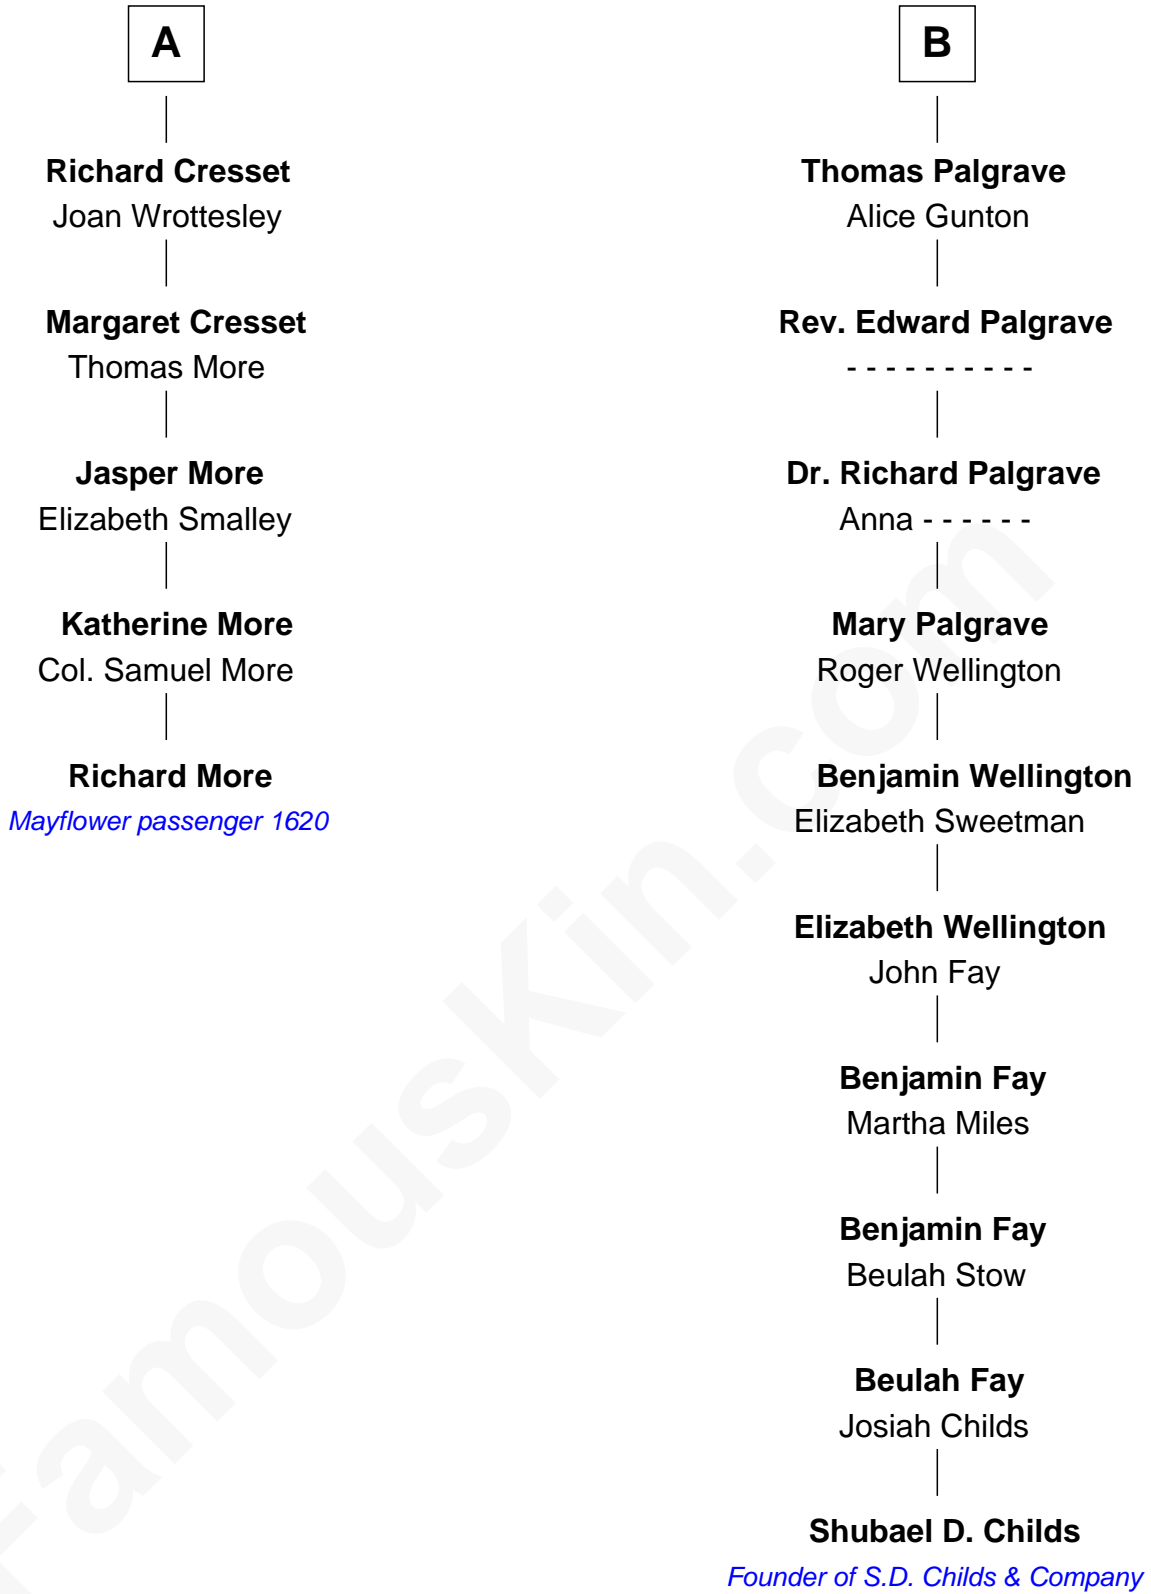 A
Richard Cresset
Joan Wrottesley
Margaret Cresset
Thomas More
Jasper More
Elizabeth Smalley
Katherine More
Col. Samuel More
Richard More
Mayflower passenger 1620
B
Thomas Palgrave
Alice Gunton
Rev. Edward Palgrave
- - - - - - - - - -
Dr. Richard Palgrave
Anna - - - - - -
Mary Palgrave
Roger Wellington
Benjamin Wellington
Elizabeth Sweetman
Elizabeth Wellington
John Fay
Benjamin Fay
Martha Miles
Benjamin Fay
Beulah Stow
Beulah Fay
Josiah Childs
Shubael D. Childs
Founder of S.D. Childs & Company
FamousKin.com